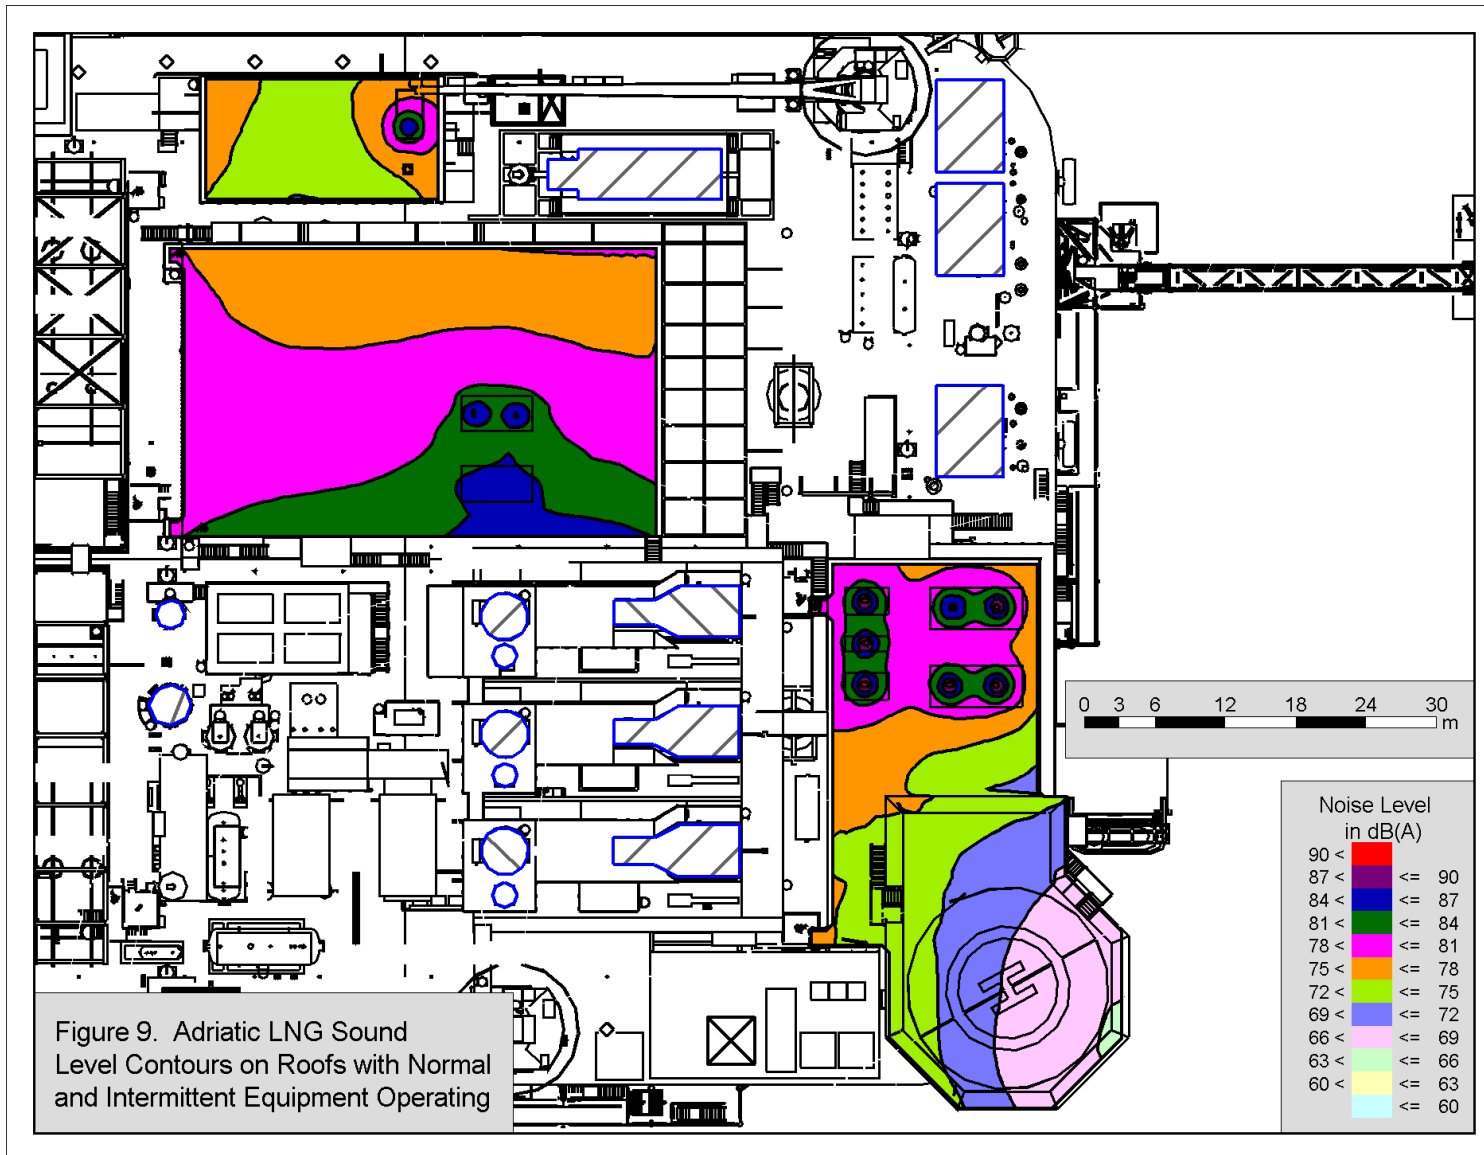 0 3 6 12 18 24 30
m
Noise Level
in dB(A)
90 <
87 < <= 90
84 < <= 87
81 < <= 84
78 < <= 81
75 < <= 78
72 < <= 75
69 < <= 72
66 < <= 69
63 < <= 66
60 < <= 63
<= 60
Figure 9. Adriatic LNG Sound
Level Contours on Roofs with Normal
and Intermittent Equipment Operating